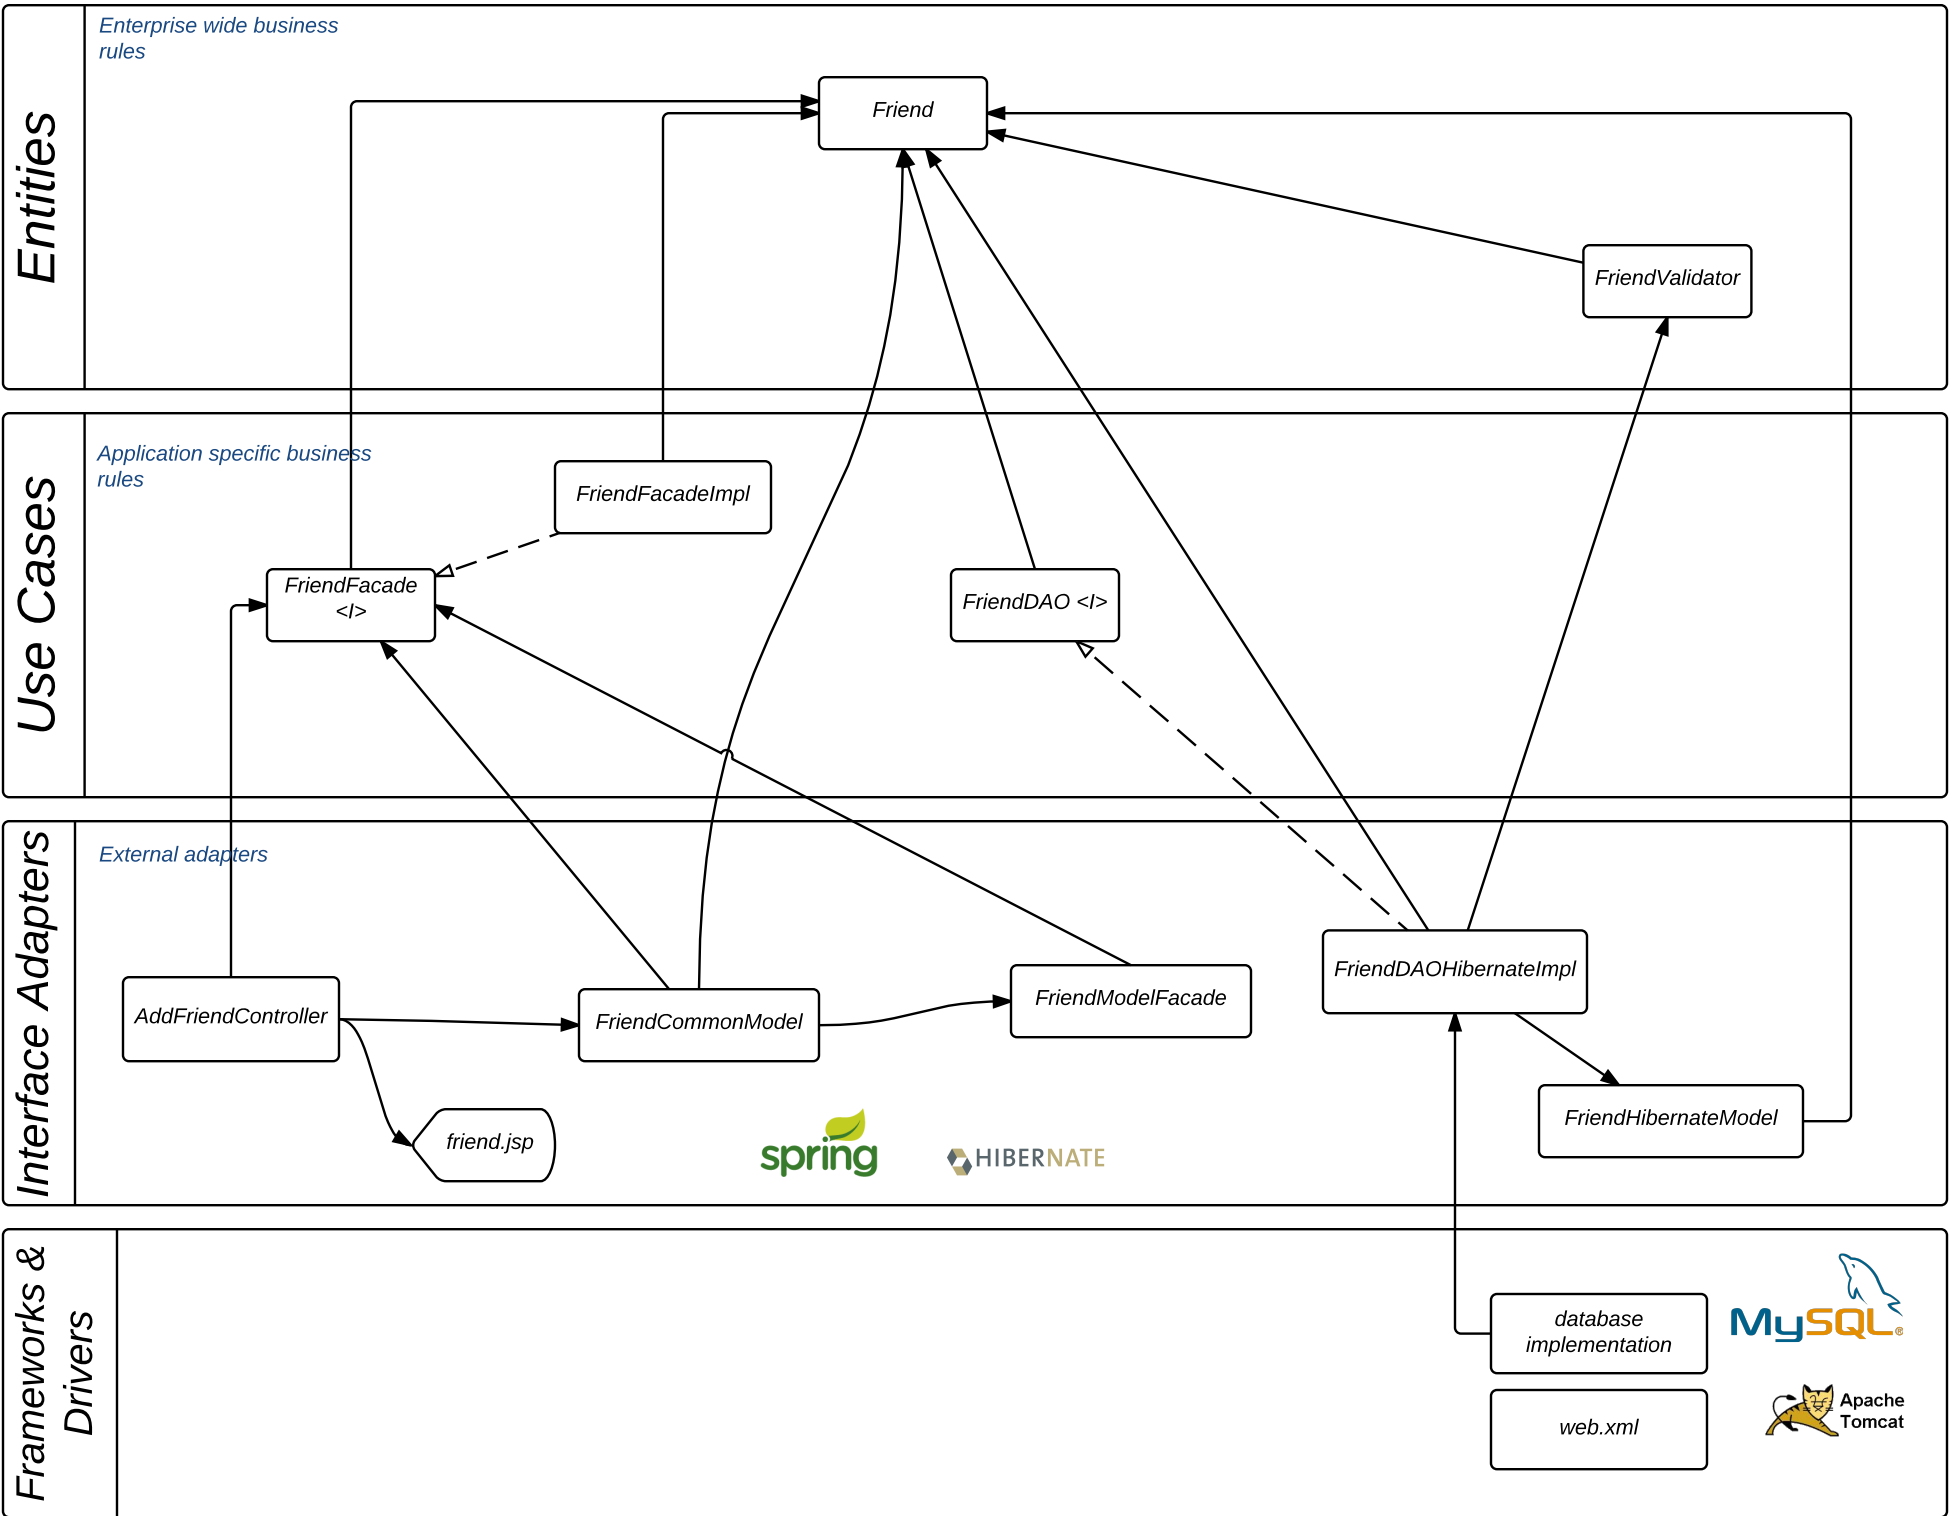 Entities
Enterprise wide business
rules
Friend
FriendValidator
Use Cases
Application specific business
rules
FriendFacadeImpl
FriendFacade
<I>
FriendDAO <I>
Interface Adapters
External adapters
AddFriendController
FriendCommonModel
FriendModelFacade
FriendDAOHibernateImpl
FriendHibernateModel
friend.jsp
spring
HIBERNATE
Frameworks &
Drivers
database
implementation
MySQL®
web.xml
Apache
Tomcat